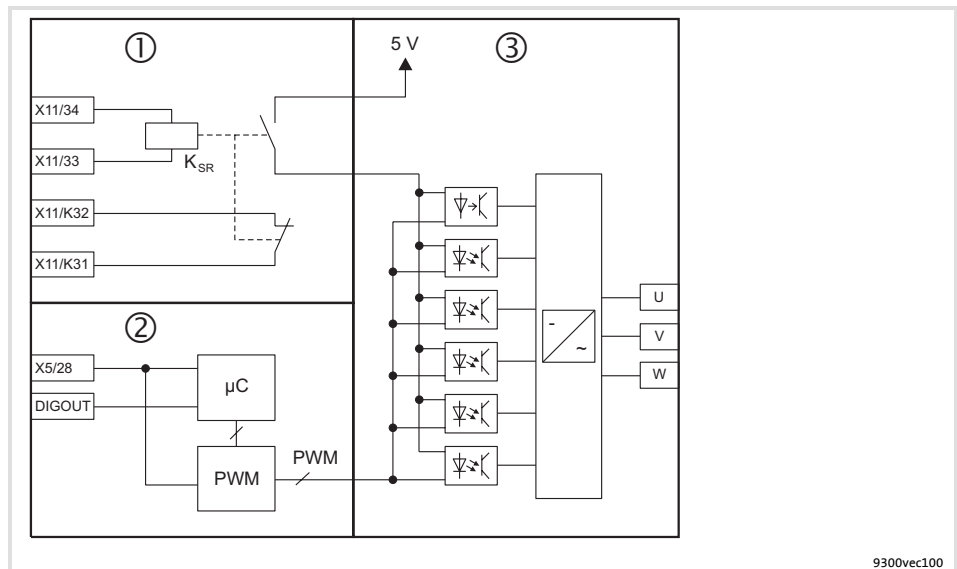 ①
③
5 V
X11/34
X11/33
K_SR
X11/K32
X11/K31
②
X5/28
DIGOUT
µC
PWM
PWM
-
~
U
V
W
9300vec100